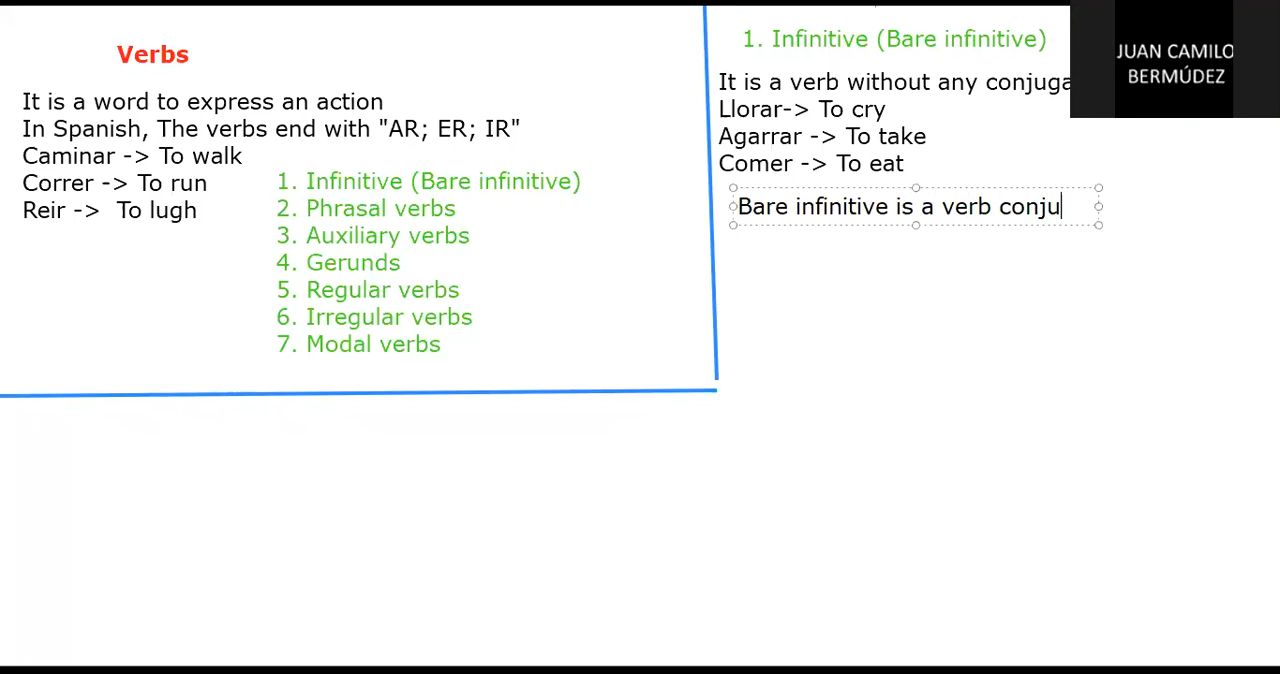 Verbs
It is a word to express an action
In Spanish, The verbs end with "AR; ER; IR"
Caminar -> To walk
Correr -> To run
Reir -> To lugh
1. Infinitive (Bare infinitive)
2. Phrasal verbs
3. Auxiliary verbs
4. Gerunds
5. Regular verbs
6. Irregular verbs
7. Modal verbs
1. Infinitive (Bare infinitive)
It is a verb without any conjuga
Llorar-> To cry
Agarrar -> To take
Comer -> To eat
Bare infinitive is a verb conju
JUAN CAMILO
BERMÚDEZ